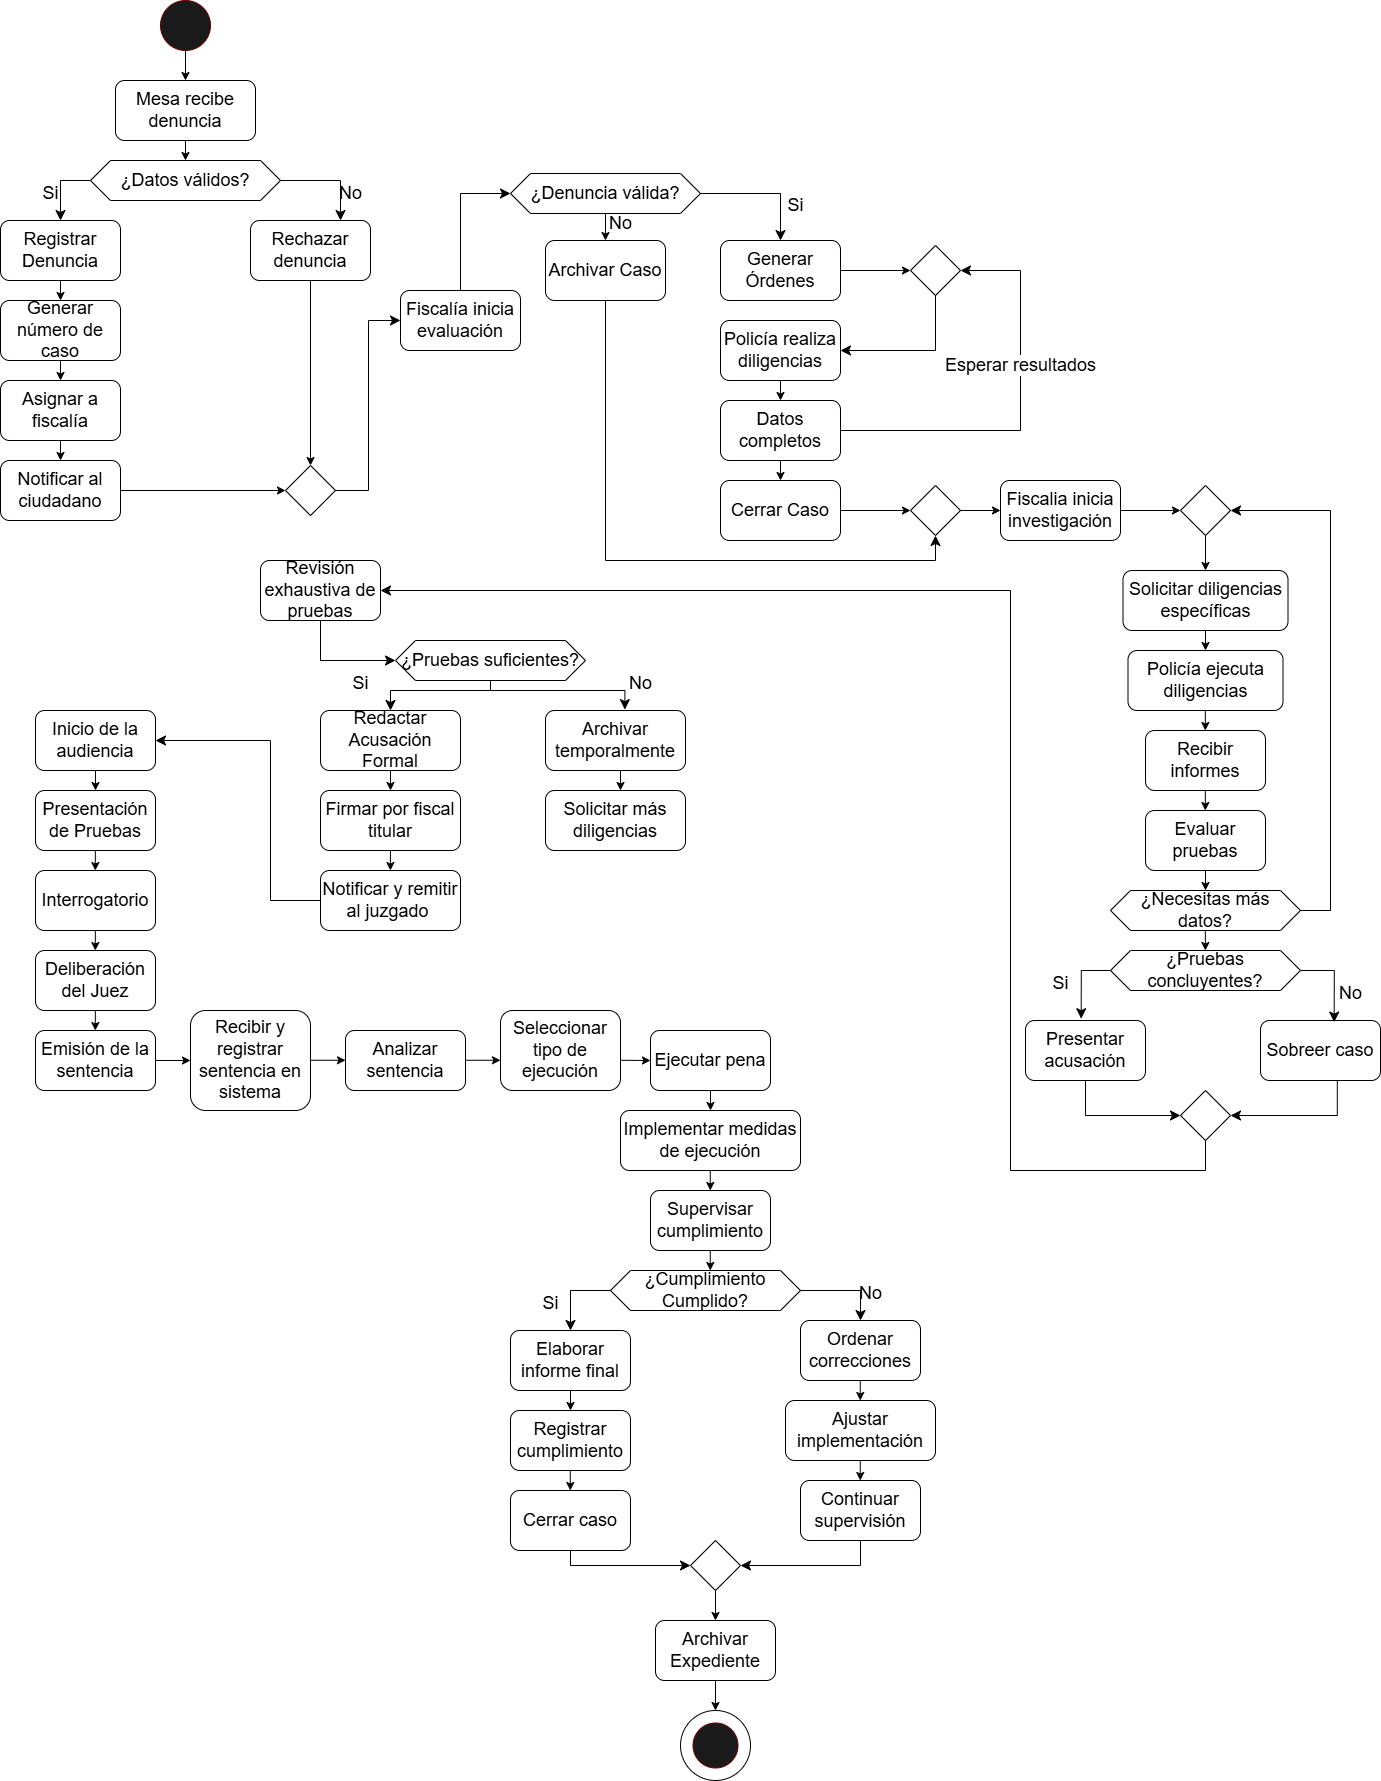 Mesa recibe
denuncia
¿Datos válidos?
Si
No
Registrar
Denuncia
Rechazar
denuncia
Generar
número de
caso
Asignar a
fiscalía
Notificar al
ciudadano
Fiscalía inicia
evaluación
¿Denuncia válida?
No
Si
Archivar Caso
Generar
Órdenes
Policía realiza
diligencias
Esperar resultados
Datos
completos
Cerrar Caso
Fiscalia inicia
investigación
Solicitar diligencias
específicas
Policía ejecuta
diligencias
Recibir
informes
Evaluar
pruebas
¿Necesitas más
datos?
¿Pruebas
concluyentes?
Si
No
Presentar
acusación
Sobreer caso
Revisión
exhaustiva de
pruebas
¿Pruebas suficientes?
Si
No
Redactar
Acusación
Formal
Archivar
temporalmente
Firmar por fiscal
titular
Solicitar más
diligencias
Notificar y remitir
al juzgado
Inicio de la
audiencia
Presentación
de Pruebas
Interrogatorio
Deliberación
del Juez
Emisión de la
sentencia
Recibir y
registrar
sentencia en
sistema
Analizar
sentencia
Seleccionar
tipo de
ejecución
Ejecutar pena
Implementar medidas
de ejecución
Supervisar
cumplimiento
¿Cumplimiento
Cumplido?
Si
No
Elaborar
informe final
Ordenar
correcciones
Registrar
cumplimiento
Ajustar
implementación
Cerrar caso
Continuar
supervisión
Archivar
Expediente